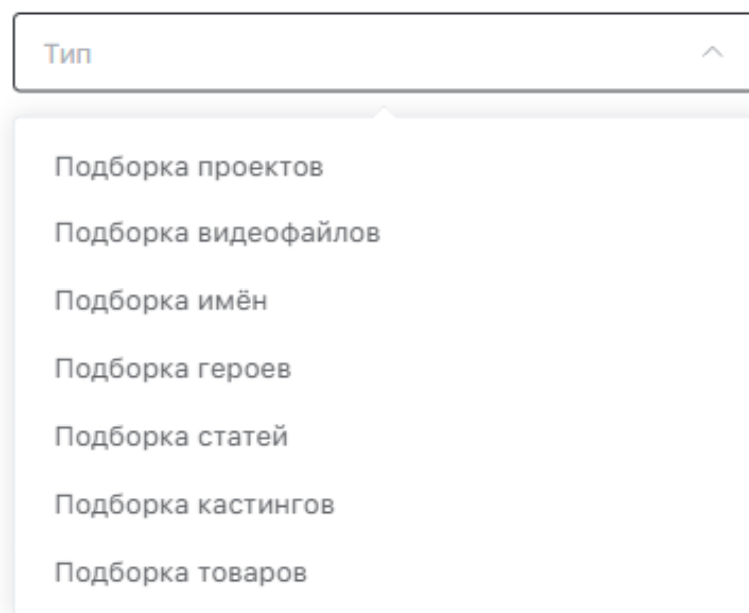 Тип
Подборка проектов
Подборка видеофайлов
Подборка имён
Подборка героев
Подборка статей
Подборка кастингов
Подборка товаров